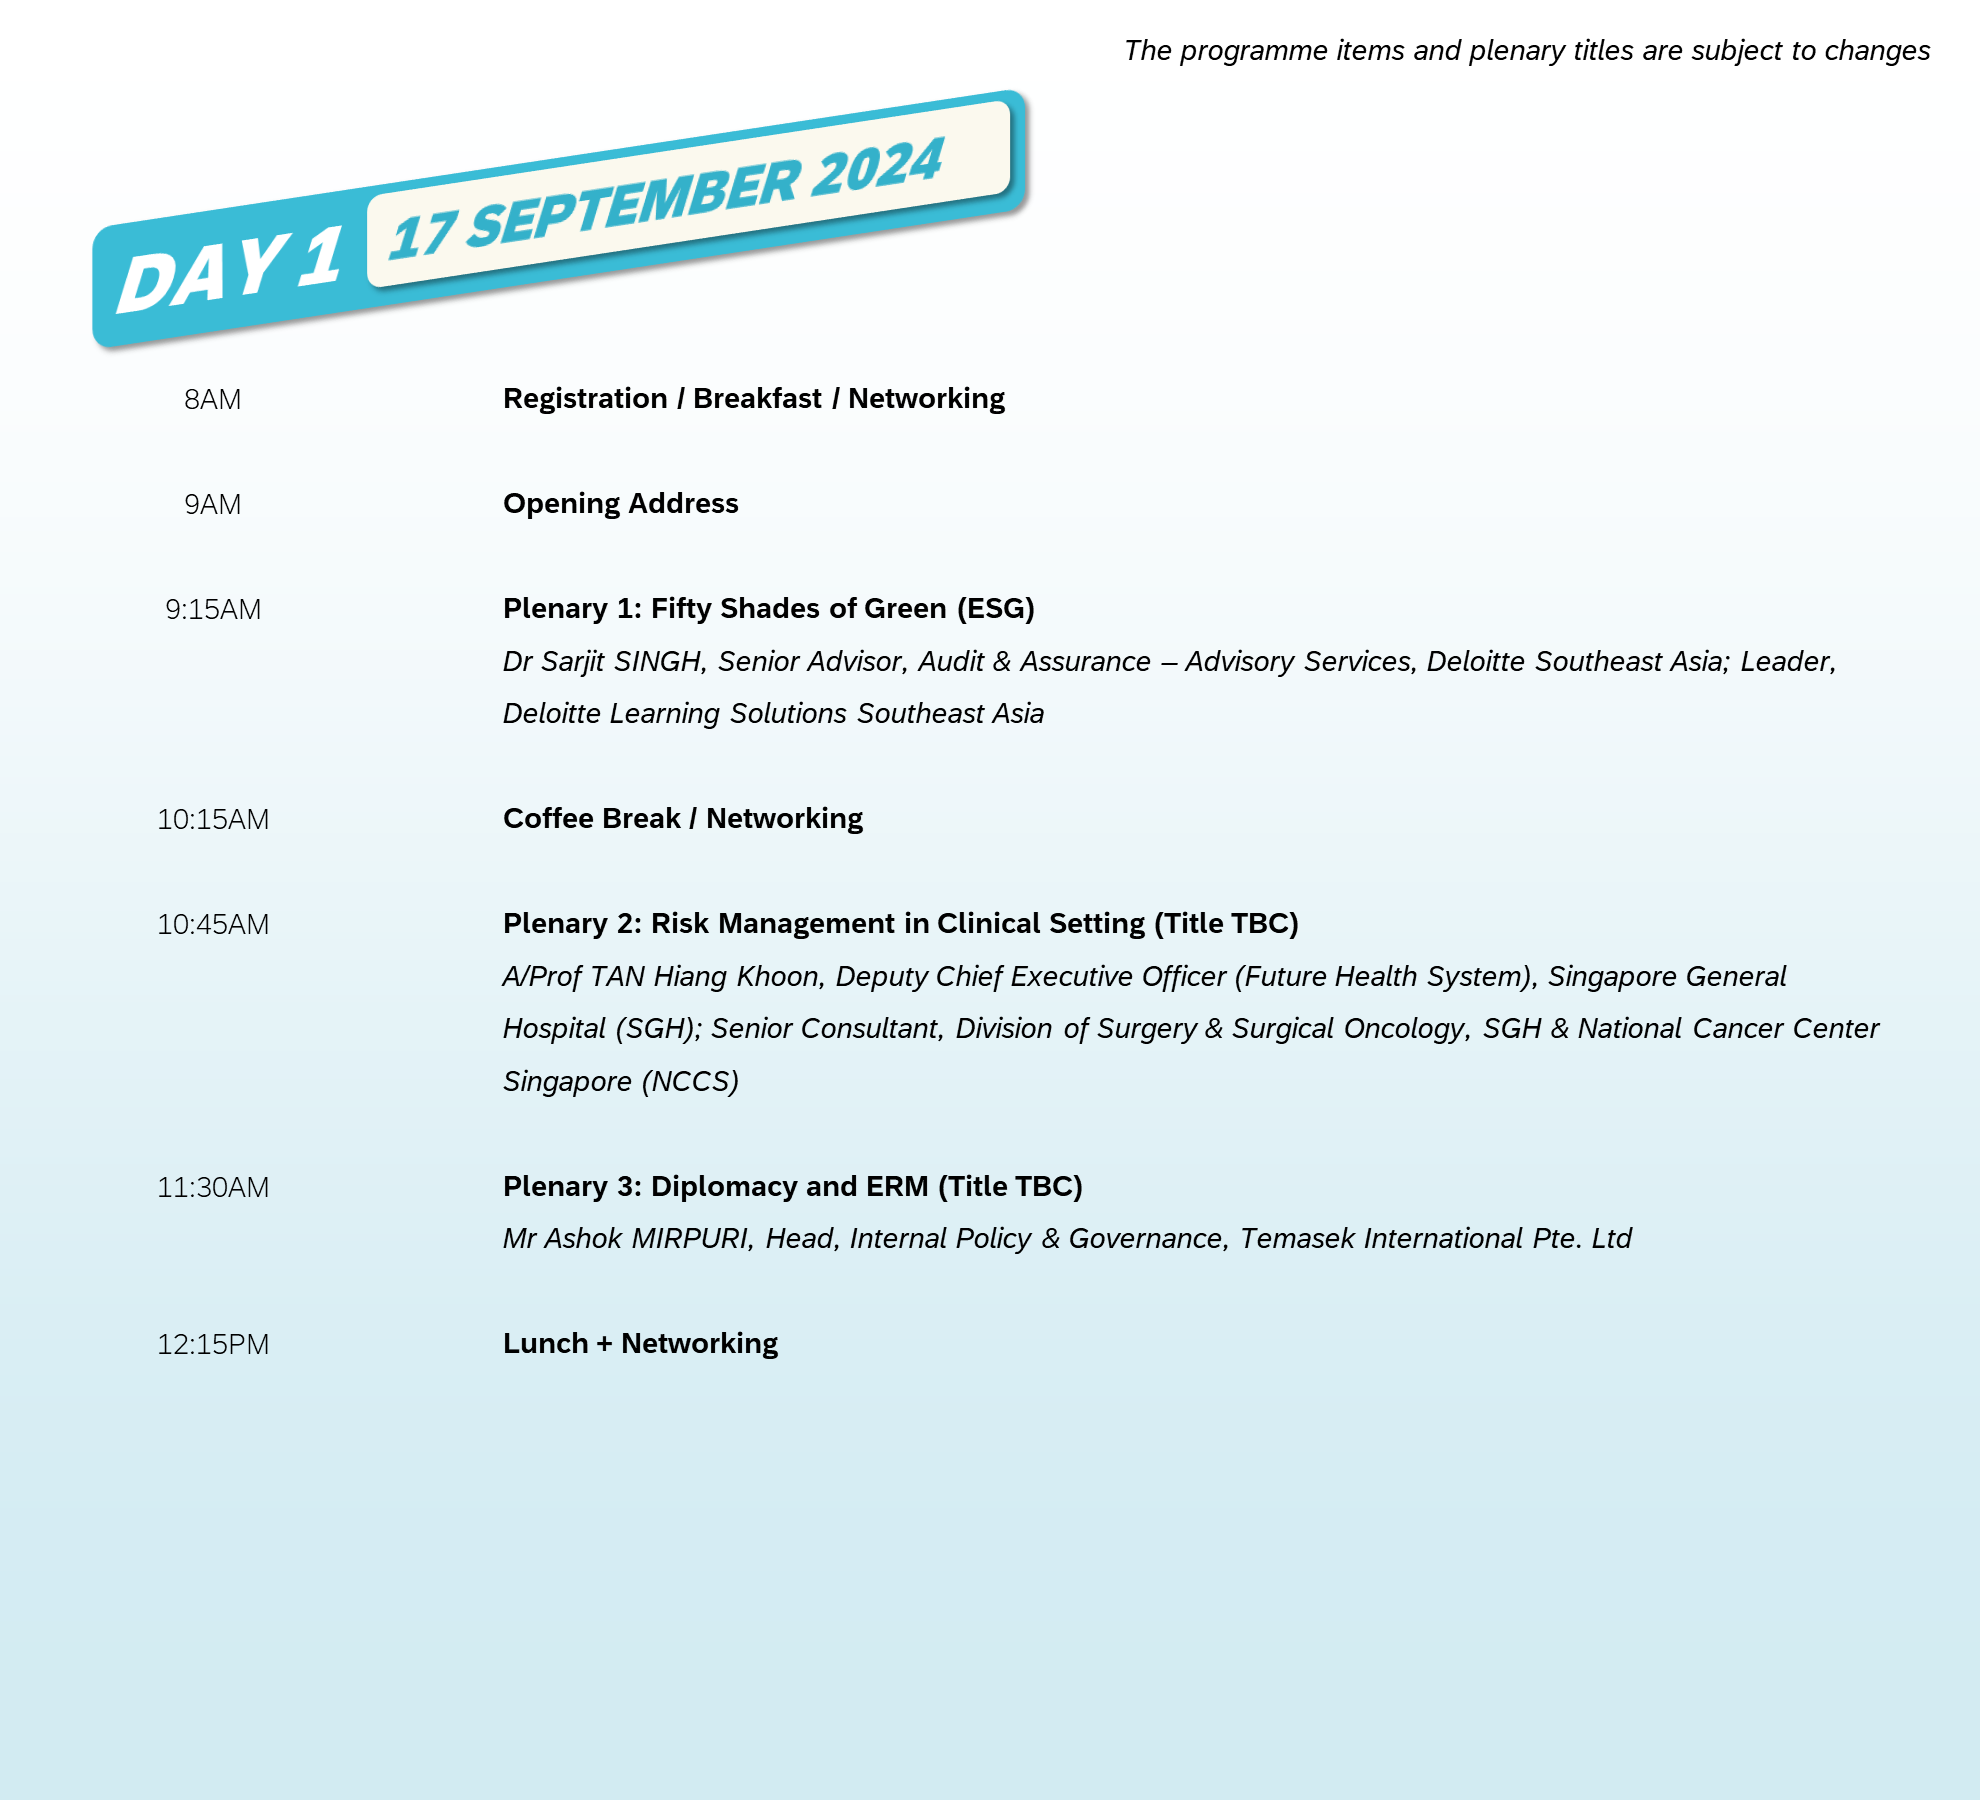 The programme items and plenary titles are subject to changes
DAY 1 17 SEPTEMBER 2024
8AM Registration / Breakfast / Networking
9AM Opening Address
9:15AM Plenary 1: Fifty Shades of Green (ESG)
Dr Sarjit SINGH, Senior Advisor, Audit & Assurance – Advisory Services, Deloitte Southeast Asia; Leader,
Deloitte Learning Solutions Southeast Asia
10:15AM Coffee Break / Networking
10:45AM Plenary 2: Risk Management in Clinical Setting (Title TBC)
A/Prof TAN Hiang Khoon, Deputy Chief Executive Officer (Future Health System), Singapore General
Hospital (SGH); Senior Consultant, Division of Surgery & Surgical Oncology, SGH & National Cancer Center
Singapore (NCCS)
11:30AM Plenary 3: Diplomacy and ERM (Title TBC)
Mr Ashok MIRPURI, Head, Internal Policy & Governance, Temasek International Pte. Ltd
12:15PM Lunch + Networking